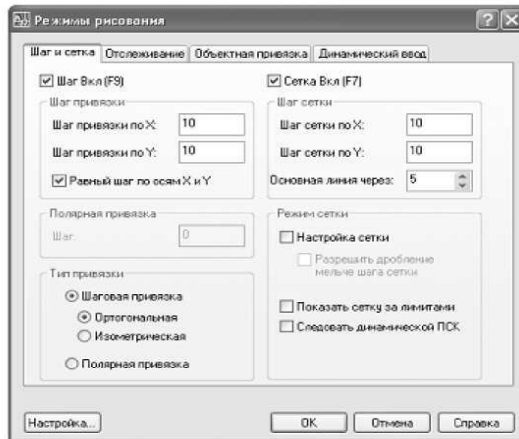 Режимы рисования
Шаг и сетка
Отслеживание
Объектная привязка
Динамический ввод
Шаг Вкл (F9)
Шаг привязки
Шаг привязки по X: 10
Шаг привязки по Y: 10
Равный шаг по осям X и Y
Полярная привязка
Шаг: 0
Тип привязки
Шаговая привязка
Ортогональная
Изометрическая
Полярная привязка
Сетка Вкл (F7)
Шаг сетки
Шаг сетки по X: 10
Шаг сетки по Y: 10
Основная линия через: 5
Режим сетки
Настройка сетки
Разрешить дробление
мельче шага сетки
Показать сетку за лимитами
Следовать динамической ПСК
Настройка...
OK
Отмена
Справка